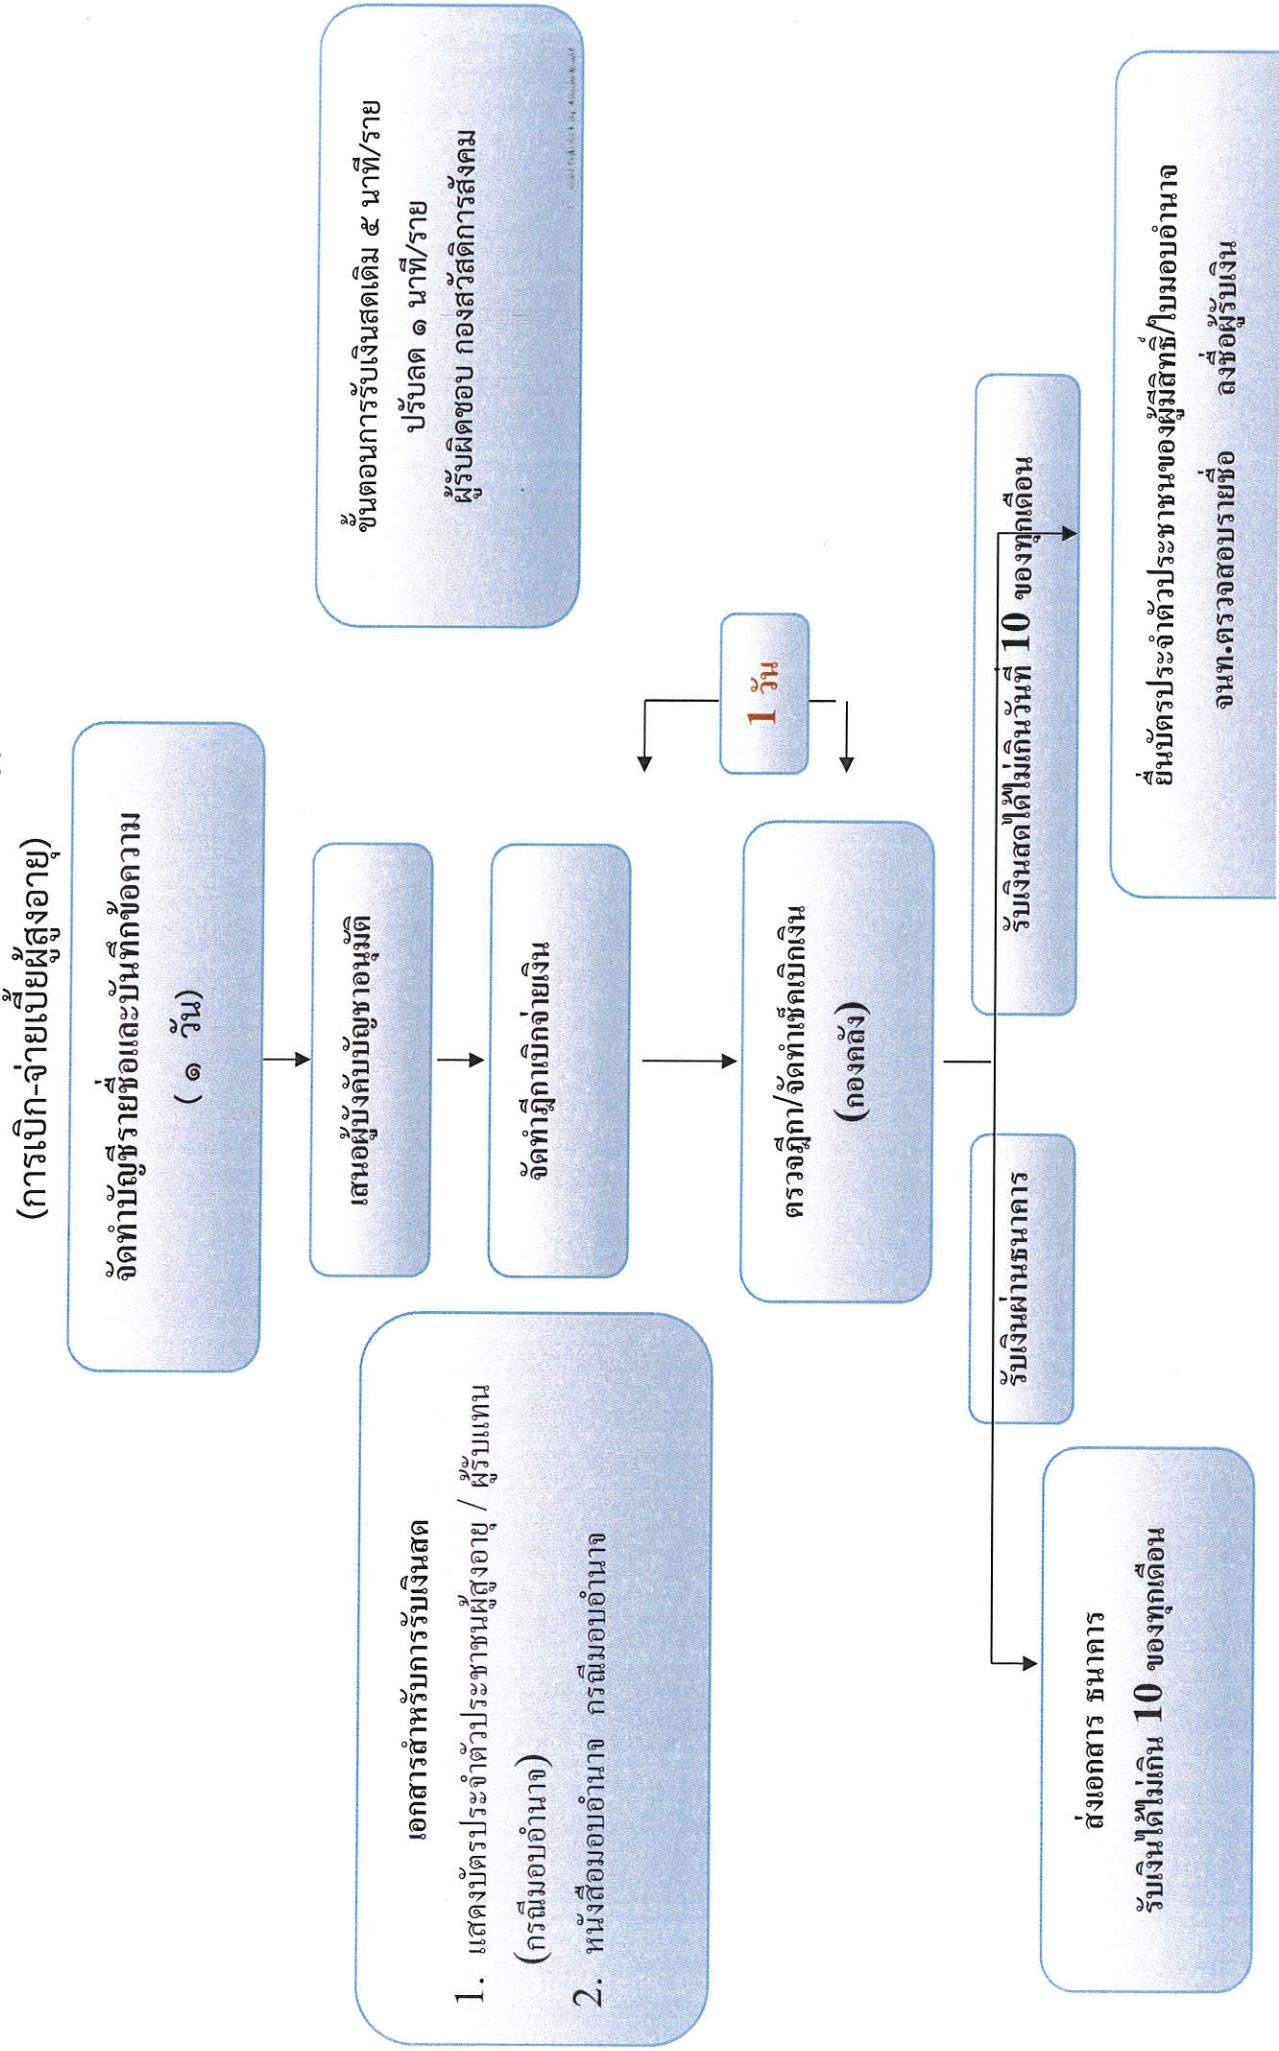 (การเบิก-จ่ายเบี้ยผู้สูงอายุ)
จัดทำบัญชีรายชื่อและบันทึกข้อความ
( ๑ วัน)
เสนอผู้บังคับบัญชาอนุมัติ
จัดทำฎีกาเบิกจ่ายเงิน
ขั้นตอนการรับเงินสดเดิม ๕ นาที/ราย
ปรับลด ๑ นาที/ราย
ผู้รับผิดชอบ กองสวัสดิการสังคม
เอกสารสำหรับการรับเงินสด
1. แสดงบัตรประจำตัวประชาชนผู้สูงอายุ / ผู้รับแทน
(กรณีมอบอำนาจ)
2. หนังสือมอบอำนาจ กรณีมอบอำนาจ
1 วัน
ตรวจฎีกา/จัดทำเช็คเบิกเงิน
(กองคลัง)
รับเงินผ่านธนาคาร
รับเงินสดได้ไม่เกินวันที่ 10 ของทุกเดือน
ส่งเอกสาร ธนาคาร
รับเงินได้ไม่เกิน 10 ของทุกเดือน
ยื่นบัตรประจำตัวประชาชนของผู้มีสิทธิ์/ใบมอบอำนาจ
จนท.ตรวจสอบรายชื่อ ลงชื่อผู้รับเงิน